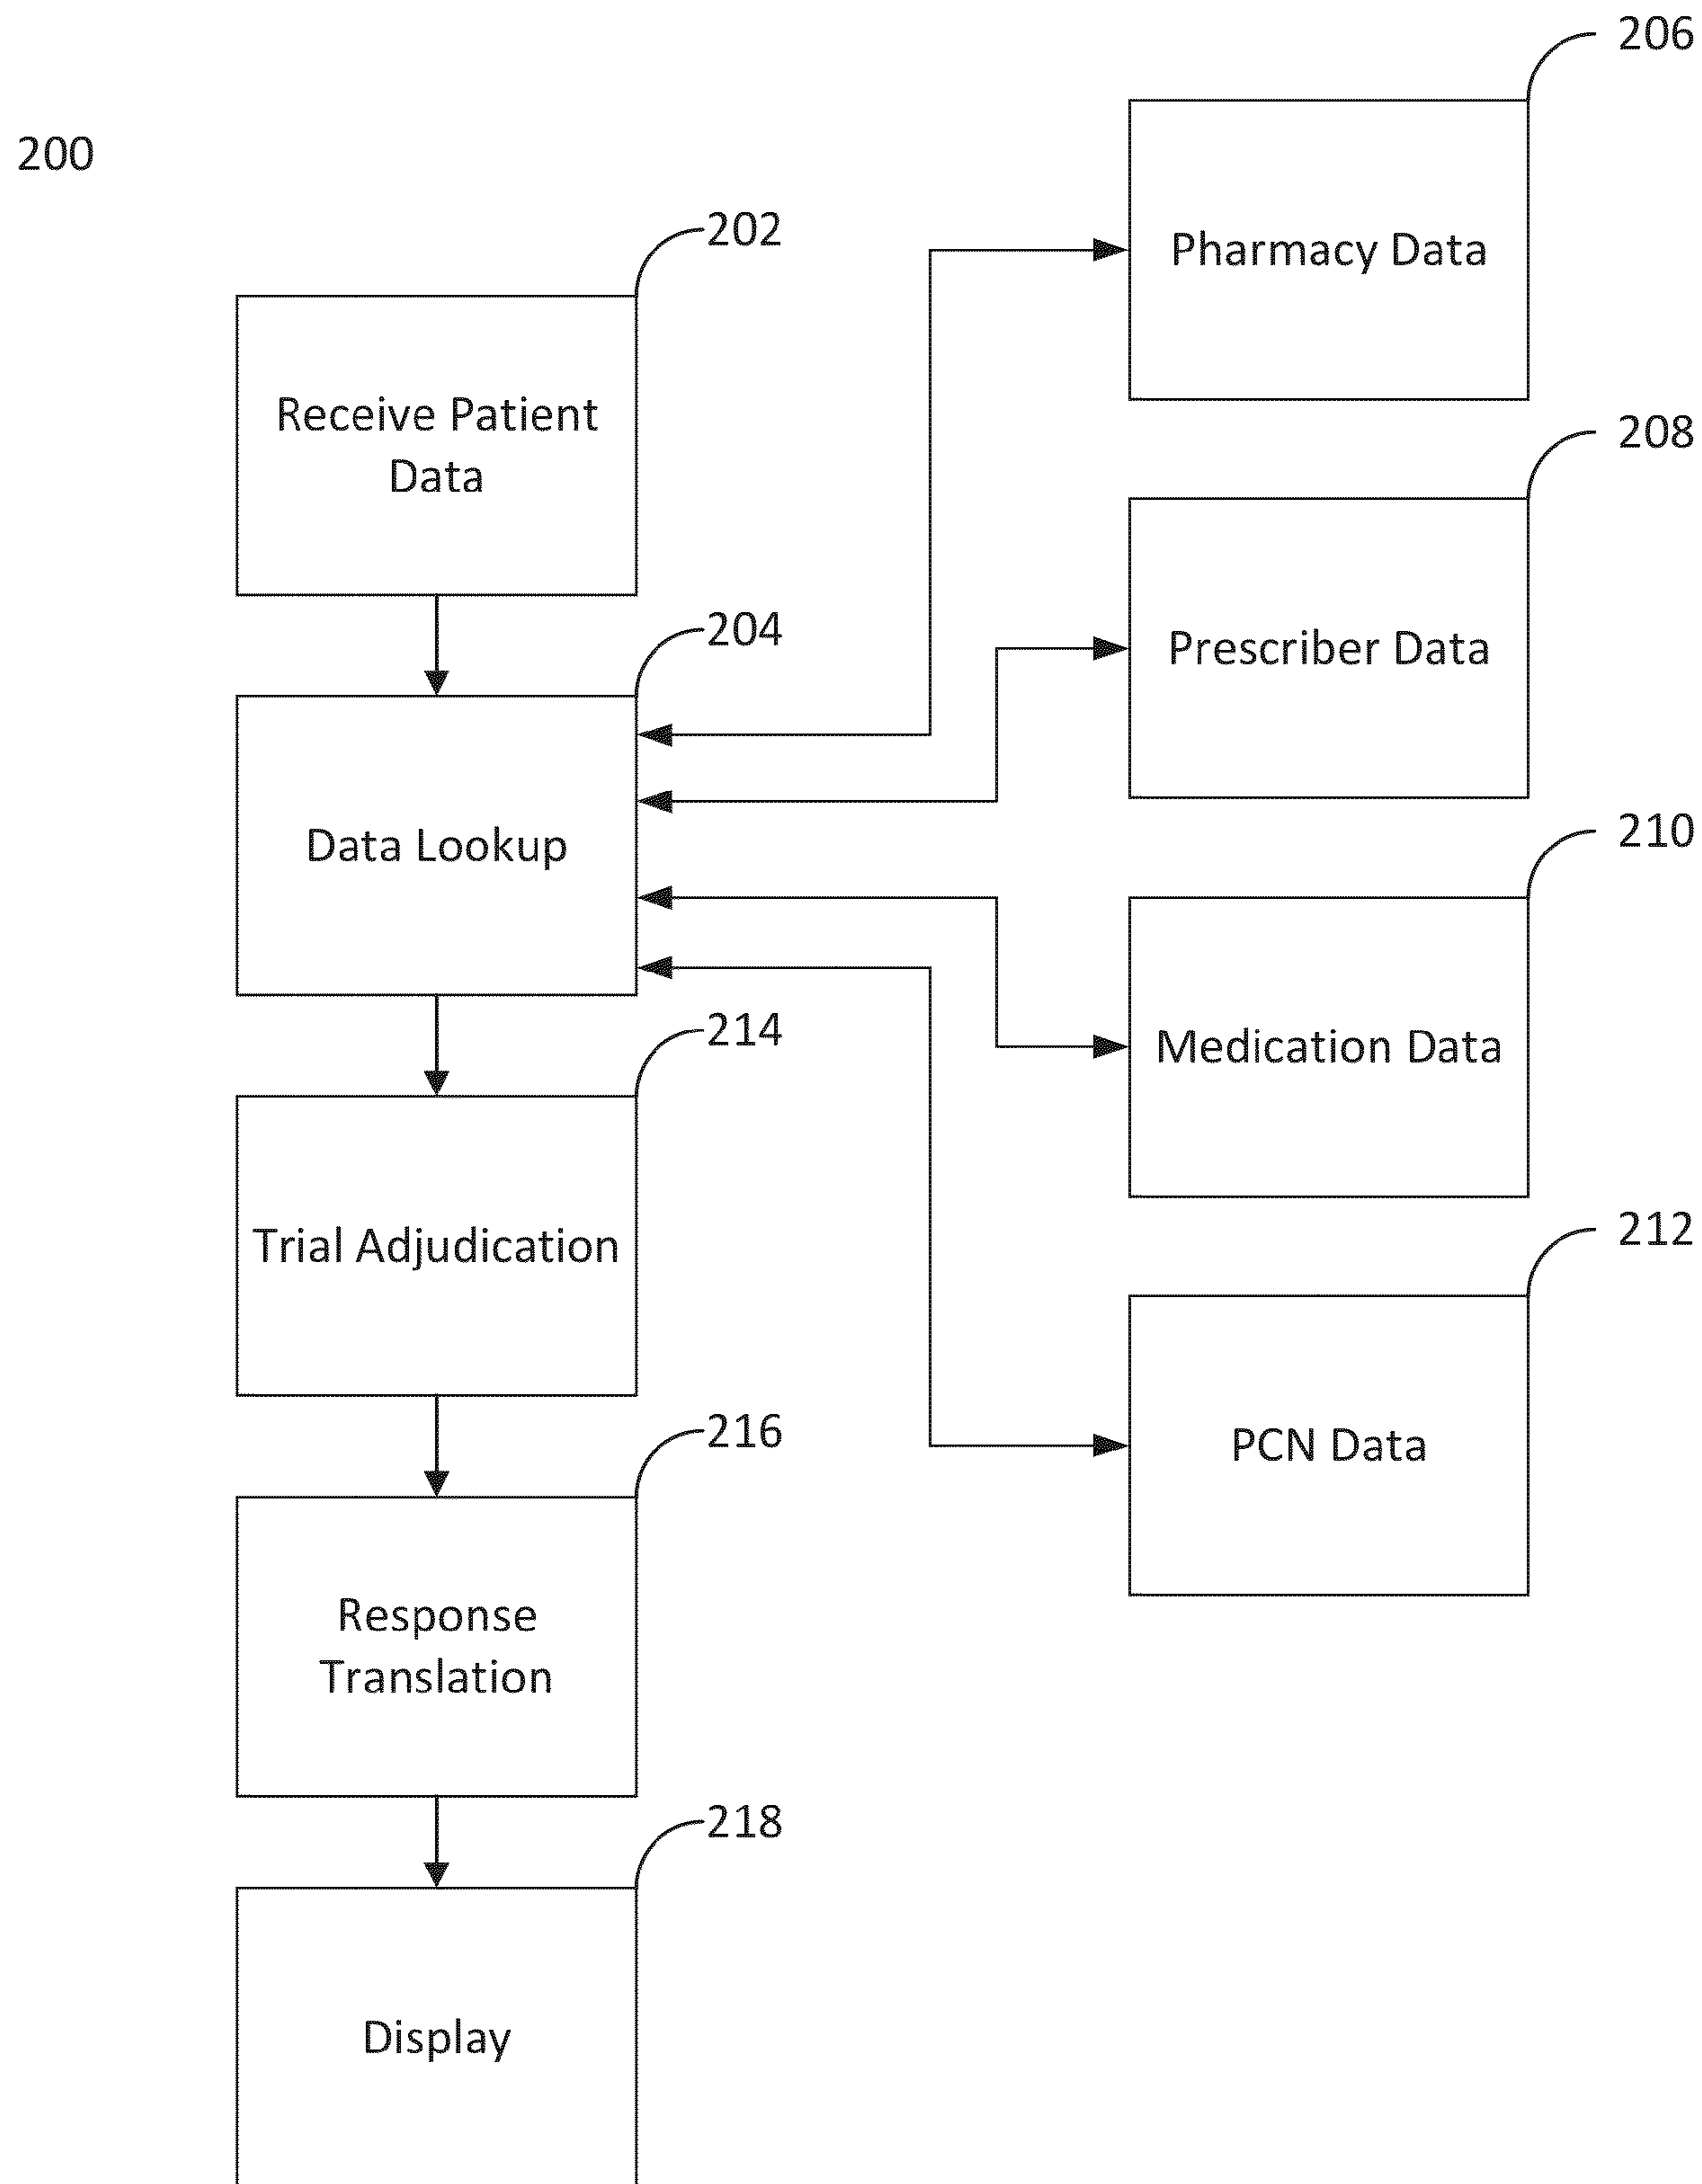 206
200
202
Pharmacy Data
Receive Patient
Data
208
204
Prescriber Data
Data Lookup
210
214
Medication Data
Trial Adjudication
212
216
PCN Data
Response
Translation
218
Display